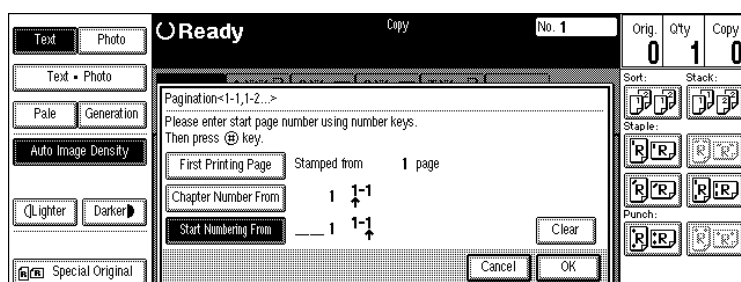 Text Photo
Text • Photo
Pale Generation
Auto Image Density
Lighter Darker
Special Original
Ready
Copy
No. 1
Orig. Q'ty Copy
0 1 0
Pagination<1-1,1-2...>
Please enter start page number using number keys.
Then press # key.
First Printing Page Stamped from 1 page
Chapter Number From 1 1-1
Start Numbering From __ __ 1 1-1
Clear
Cancel OK
Sort: Stack:
Staple:
Punch: